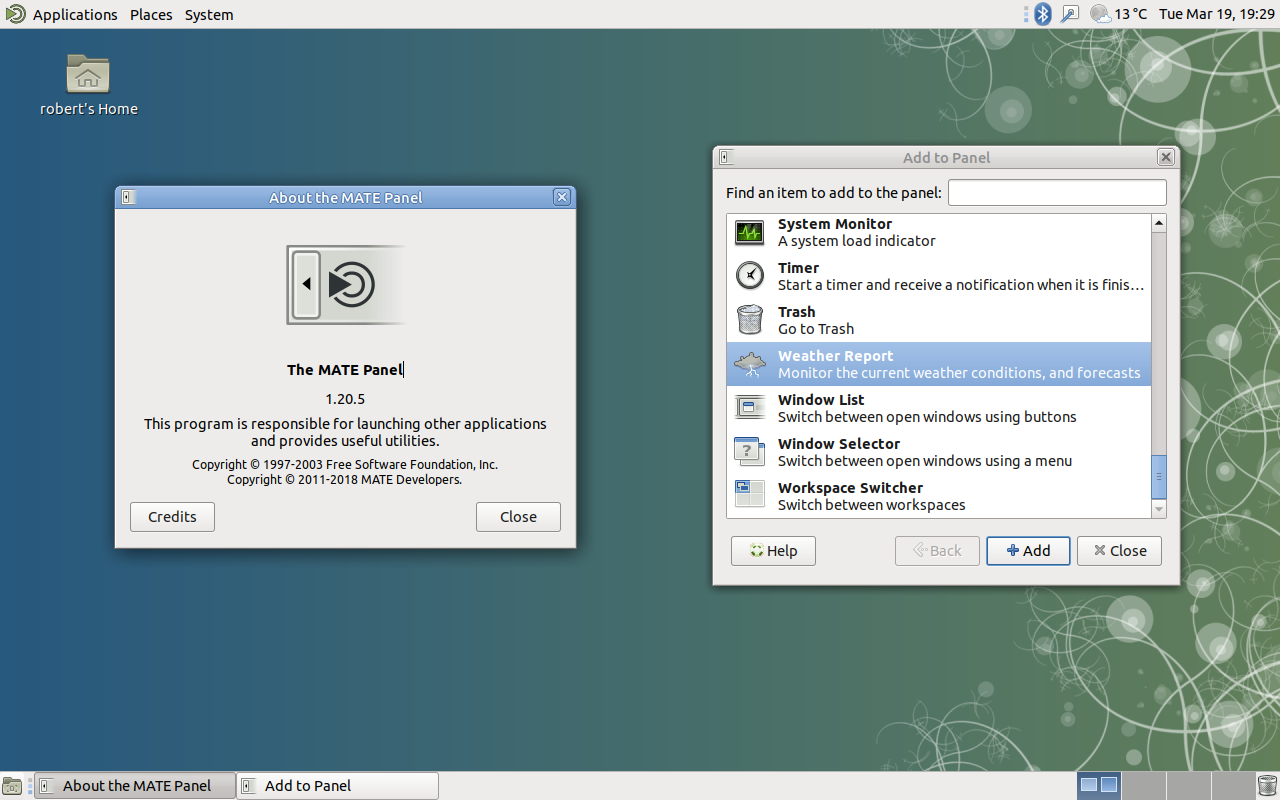 Applications Places System
13 °C Tue Mar 19, 19:29
robert's Home
About the MATE Panel
The MATE Panel
1.20.5
This program is responsible for launching other applications
and provides useful utilities.
Copyright © 1997-2003 Free Software Foundation, Inc.
Copyright © 2011-2018 MATE Developers.
Credits
Close
Add to Panel
Find an item to add to the panel:
System Monitor
A system load indicator
Timer
Start a timer and receive a notification when it is finis…
Trash
Go to Trash
Weather Report
Monitor the current weather conditions, and forecasts
Window List
Switch between open windows using buttons
Window Selector
Switch between open windows using a menu
Workspace Switcher
Switch between workspaces
Help
Back
Add
Close
About the MATE Panel
Add to Panel